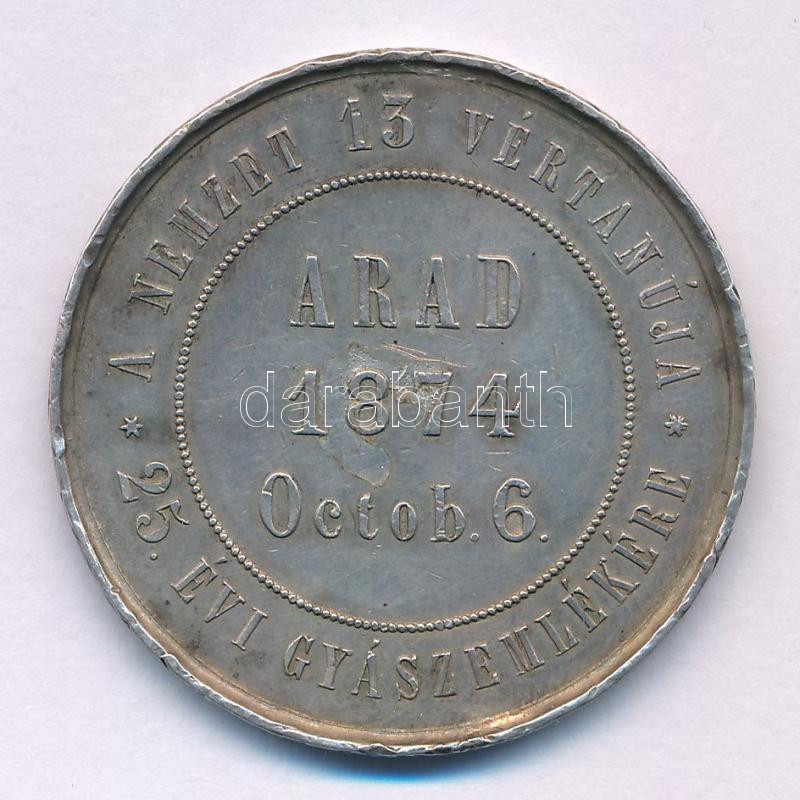 A NEMZET 13 VÉRTANÚJA
* 25. ÉVI GYÁSZEMLÉKÉRE *
ARAD
1874
Octob. 6.
darabanth